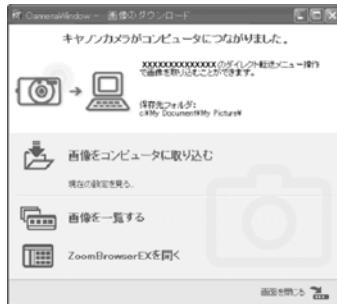 CameraWindow - 画像のダウンロード
キヤノンカメラがコンピュータにつながりました。
XXXXXXXXXXXXXのダイレクト転送メニュー操作
で画像を取り込むことができます。
保存先フォルダ:
c:¥My Document¥My Picture¥
画像をコンピュータに取り込む
現在の設定を見る..
画像を一覧する
ZoomBrowserEXを開く
画面を閉じる